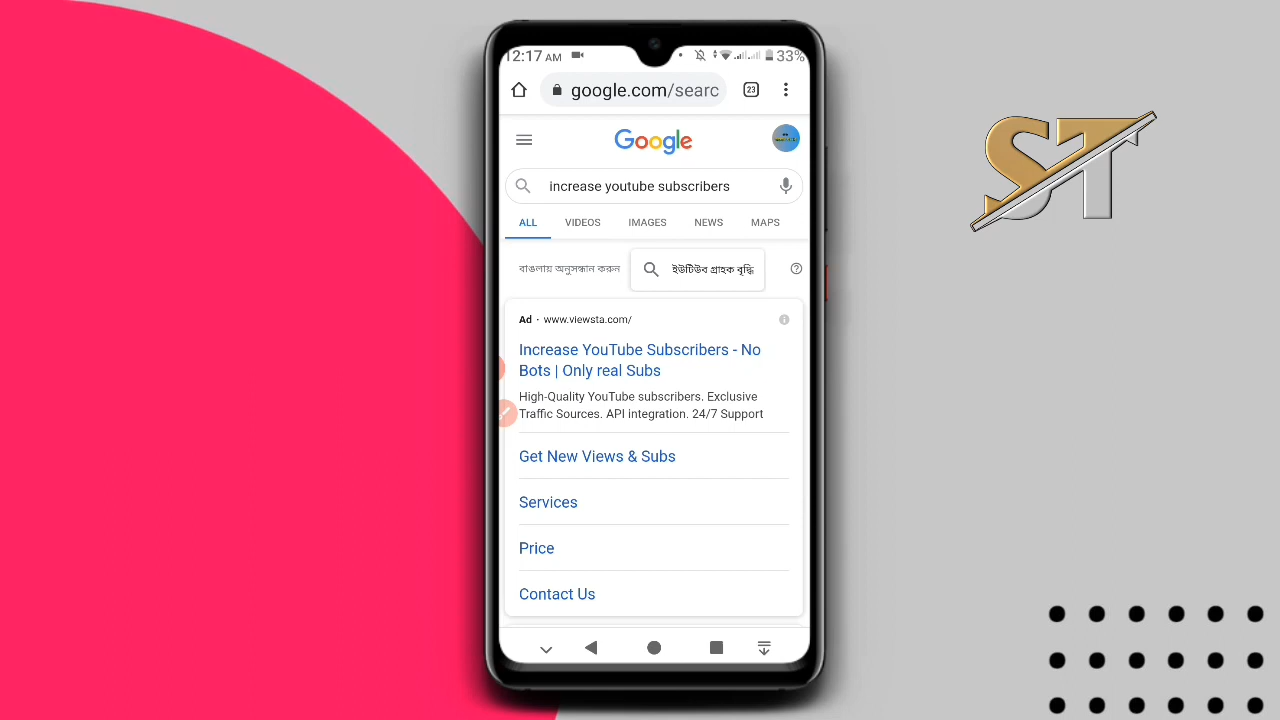 12:17 AM 33%
google.com/searc 23
Google
increase youtube subscribers
ALL VIDEOS IMAGES NEWS MAPS
বাঙলায় অনুসন্ধান করুন ইউটিউব গ্রাহক বৃদ্ধি
Ad · www.viewsta.com/
Increase YouTube Subscribers - No
Bots | Only real Subs
High-Quality YouTube subscribers. Exclusive
Traffic Sources. API integration. 24/7 Support
Get New Views & Subs
Services
Price
Contact Us
ST